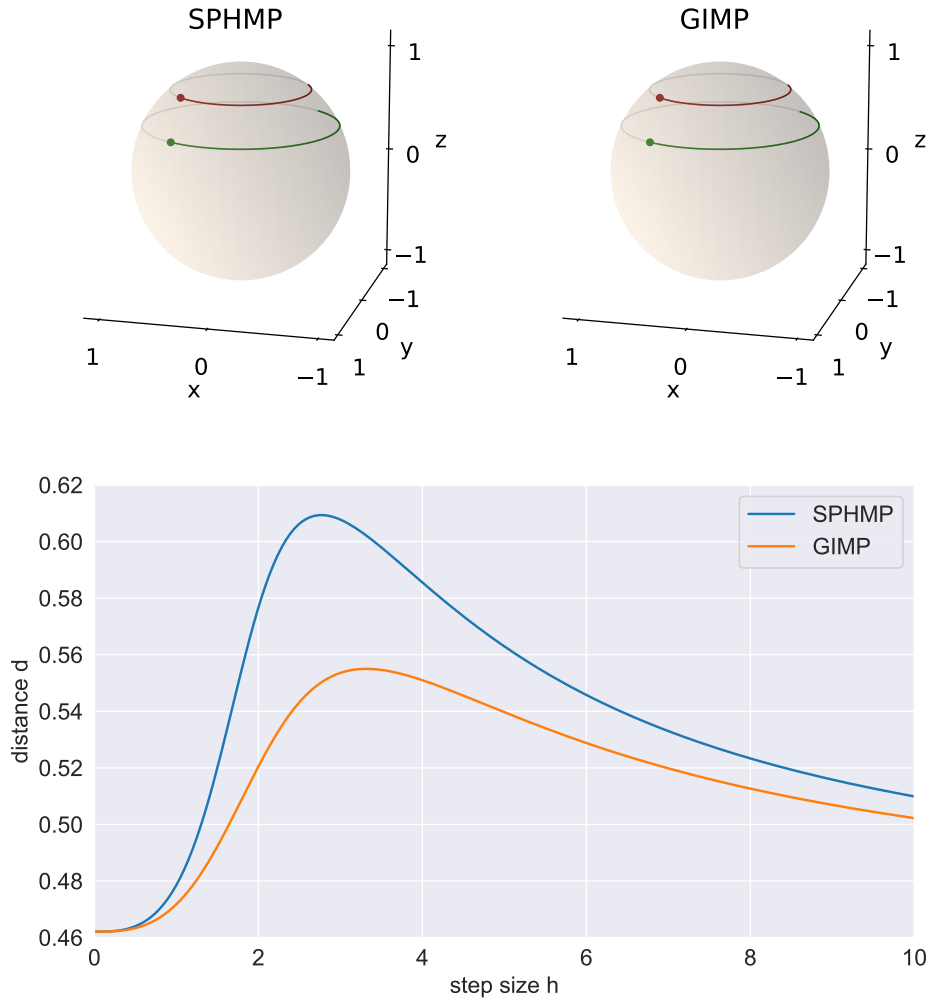 SPHMP GIMP
1 1
z z
0 0
−1 −1
−1 −1
0 0
y y
1 0 −1 1 1 0 −1 1
x x
0.62
0.60
0.58
0.56
0.54
0.52
0.50
0.48
0.46
distance d
SPHMP
GIMP
0 2 4 6 8 10
step size h